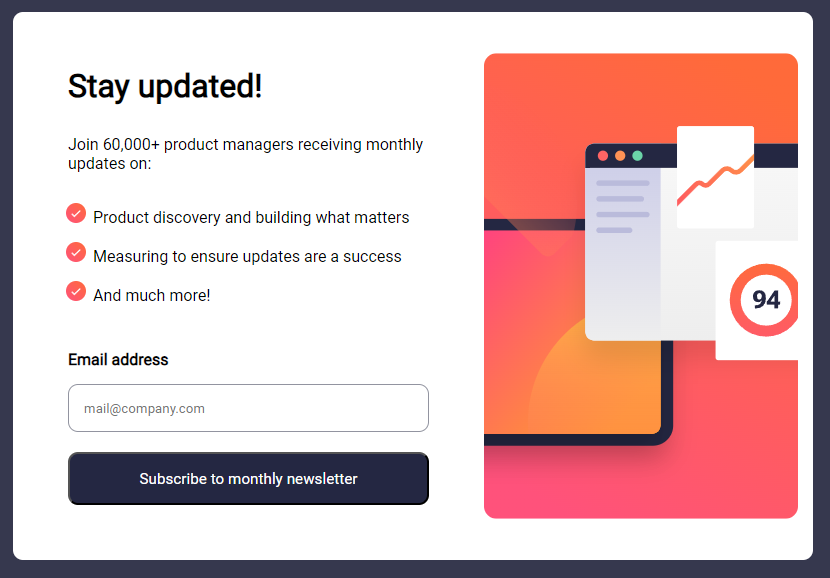 Stay updated!
Join 60,000+ product managers receiving monthly
updates on:
Product discovery and building what matters
Measuring to ensure updates are a success
And much more!
Email address
mail@company.com
Subscribe to monthly newsletter
94